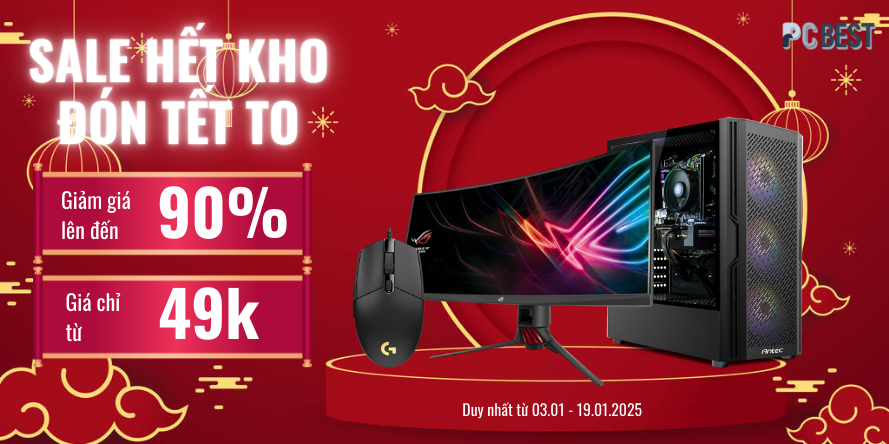 SALE HẾT KHO
ĐÓN TẾT TO
PCBEST
Giảm giá
lên đến
90%
Giá chỉ
từ
49k
G
Antec
Duy nhất từ 03.01 - 19.01.2025